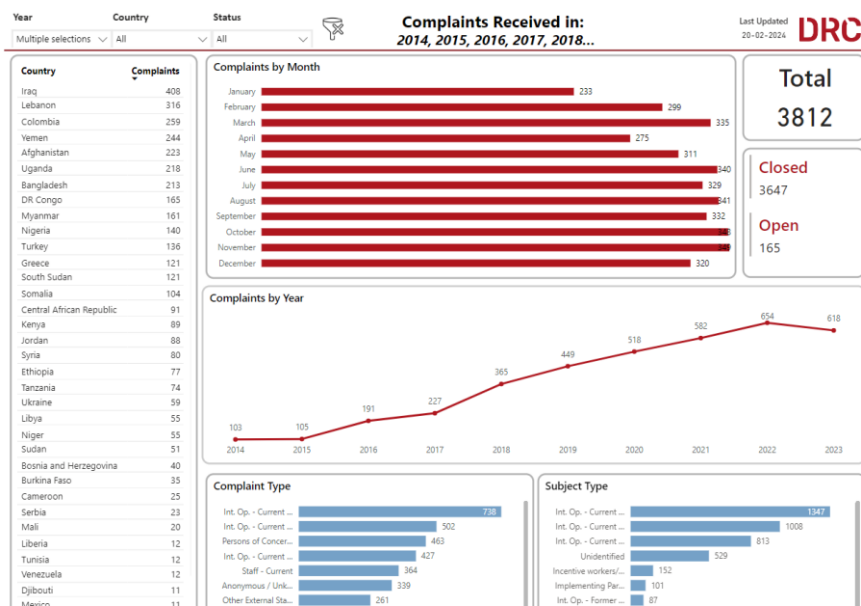 Year Country Status
Multiple selections All All
Complaints Received in:
2014, 2015, 2016, 2017, 2018...
Last Updated
20-02-2024
DRC
Country Complaints
Iraq 408
Lebanon 316
Colombia 259
Yemen 244
Afghanistan 223
Uganda 218
Bangladesh 213
DR Congo 165
Myanmar 161
Nigeria 140
Turkey 136
Greece 121
South Sudan 121
Somalia 104
Central African Republic 91
Kenya 89
Jordan 88
Syria 80
Ethiopia 77
Tanzania 74
Ukraine 59
Libya 55
Niger 55
Sudan 51
Bosnia and Herzegovina 40
Burkina Faso 35
Cameroon 25
Serbia 23
Mali 20
Liberia 12
Tunisia 12
Venezuela 12
Djibouti 11
Mexico 11
Complaints by Month
January 233
February 299
March 335
April 275
May 311
June 340
July 329
August 341
September 332
October
November
December 320
Total
3812
Closed
3647
Open
165
Complaints by Year
103 105 191 227 365 449 518 582 654 618
2014 2015 2016 2017 2018 2019 2020 2021 2022 2023
Complaint Type
Int. Op. - Current ... 738
Int. Op. - Current ... 502
Persons of Concer... 463
Int. Op. - Current ... 427
Staff - Current 364
Anonymous / Unk... 339
Other External Sta... 261
Subject Type
Int. Op. - Current ... 1347
Int. Op. - Current ... 1008
Int. Op. - Current ... 813
Unidentified 529
Incentive workers/... 152
Implementing Par... 101
Int. Op. - Former ... 87